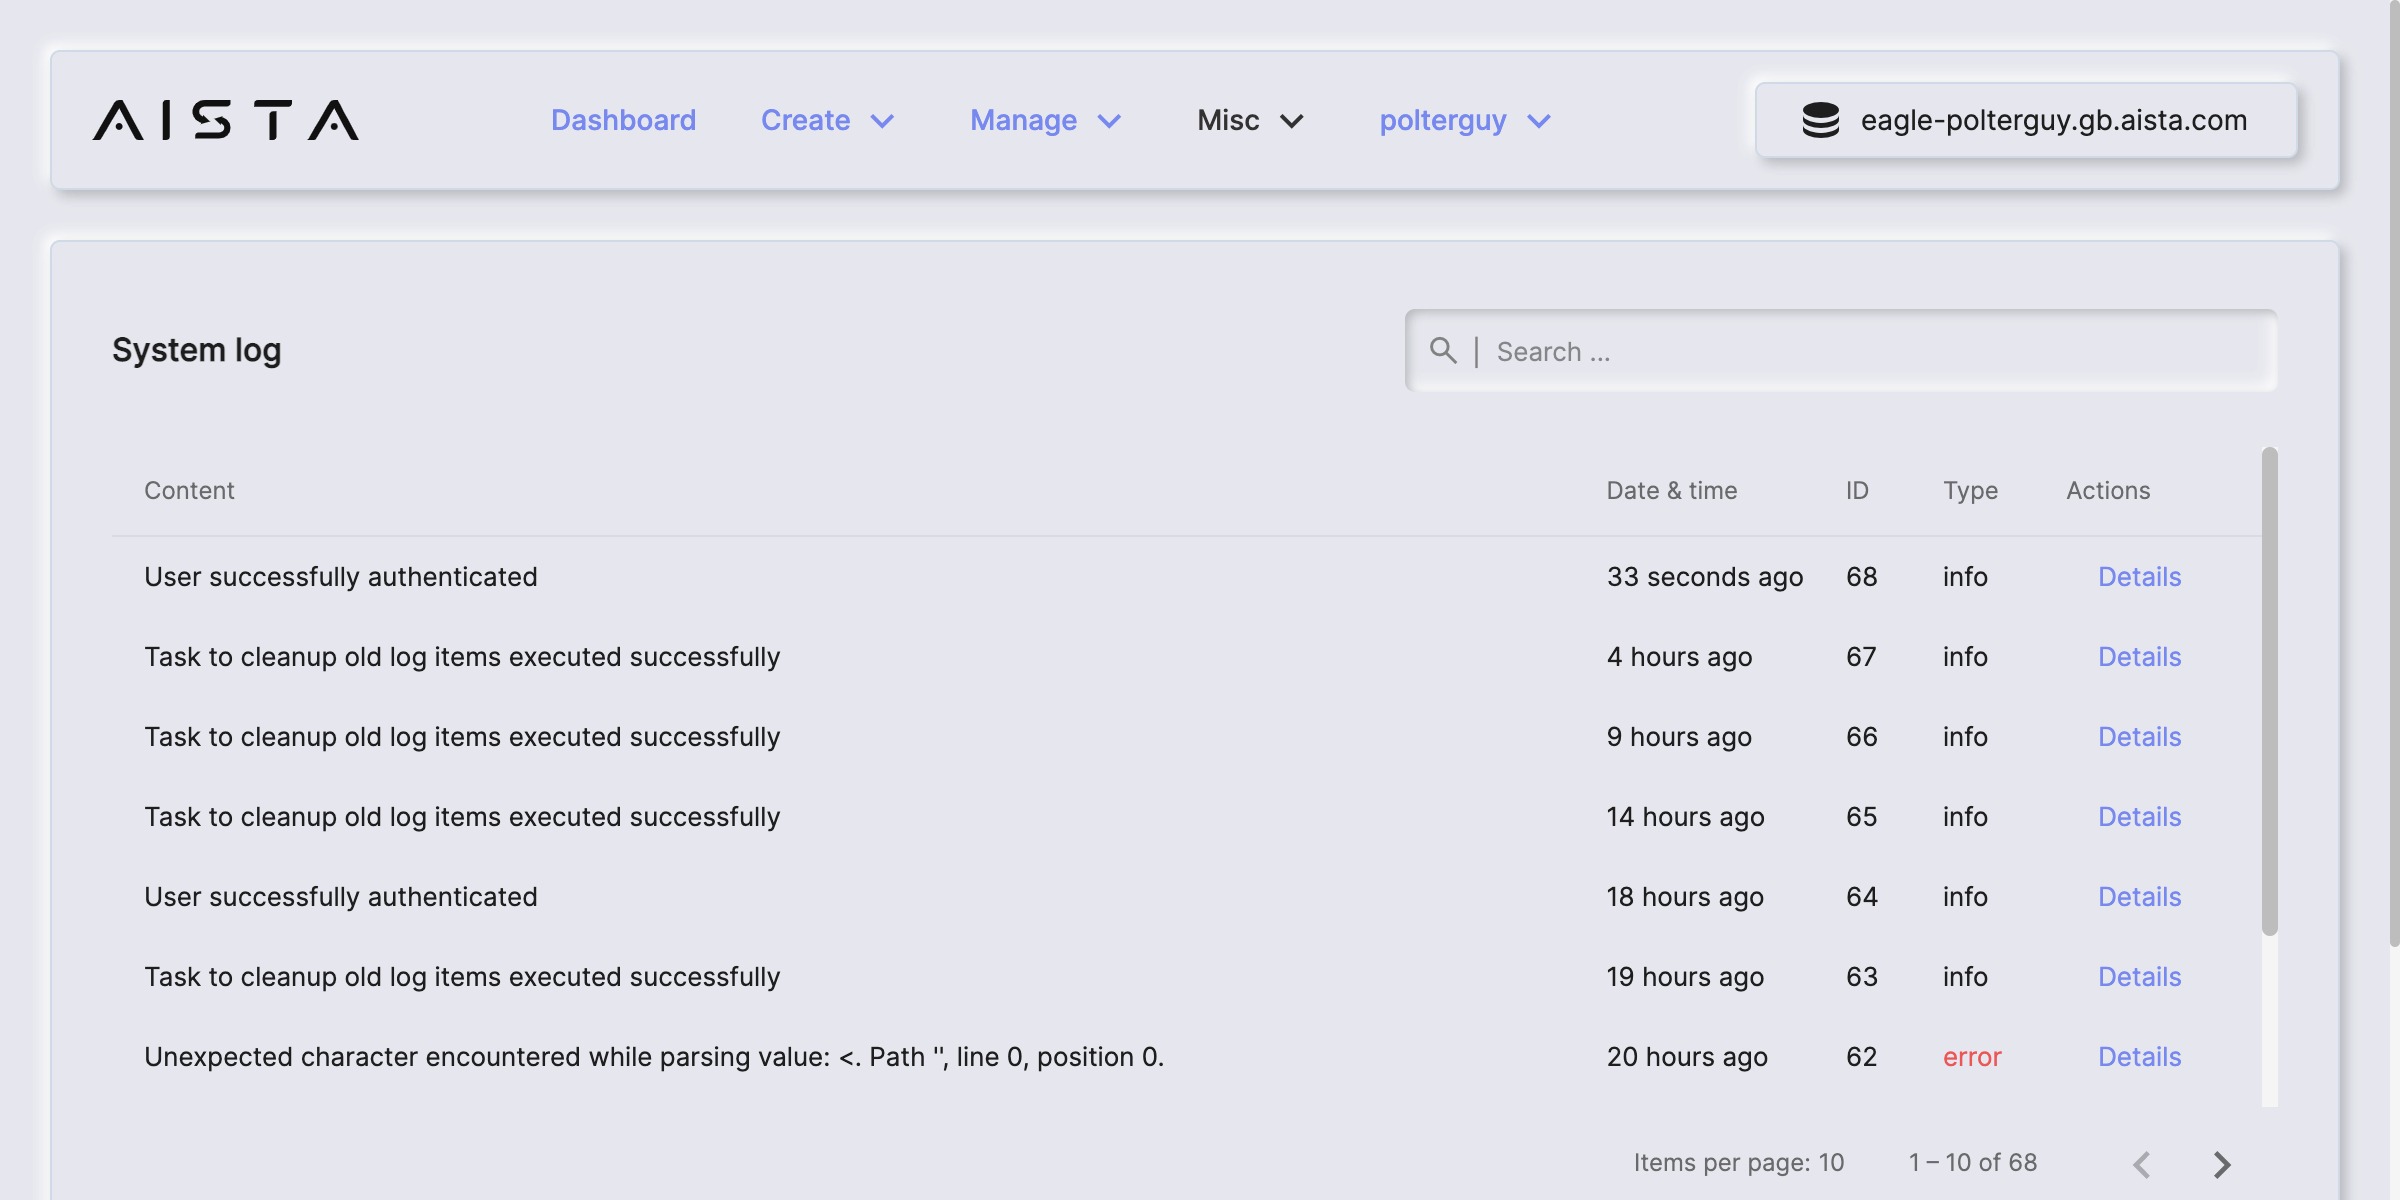 AISTA Dashboard Create Manage Misc polterguy eagle-polterguy.gb.aista.com
System log | Search ...
Content Date & time ID Type Actions
User successfully authenticated 33 seconds ago 68 info Details
Task to cleanup old log items executed successfully 4 hours ago 67 info Details
Task to cleanup old log items executed successfully 9 hours ago 66 info Details
Task to cleanup old log items executed successfully 14 hours ago 65 info Details
User successfully authenticated 18 hours ago 64 info Details
Task to cleanup old log items executed successfully 19 hours ago 63 info Details
Unexpected character encountered while parsing value: <. Path '', line 0, position 0. 20 hours ago 62 error Details
Items per page: 10 1 – 10 of 68